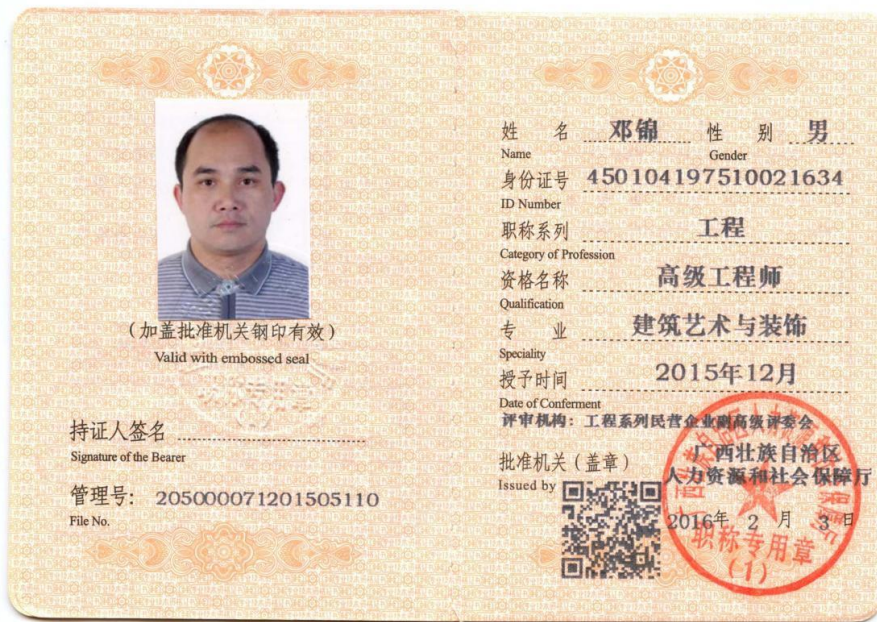 (加盖批准机关钢印有效)
Valid with embossed seal
持证人签名
Signature of the Bearer
管理号: 205000071201505110
File No.
姓 名 邓锦 性 别 男
Name Gender
身份证号 450104197510021634
ID Number
职称系列 工程
Category of Profession
资格名称 高级工程师
Qualification
专 业 建筑艺术与装饰
Speciality
授予时间 2015年12月
Date of Conferment
评审机构: 工程系列民营企业副高级评委会
批准机关(盖章) 广西壮族自治区
Issued by 人力资源和社会保障厅
2016年 2 月 3 日
职称专用章
(1)